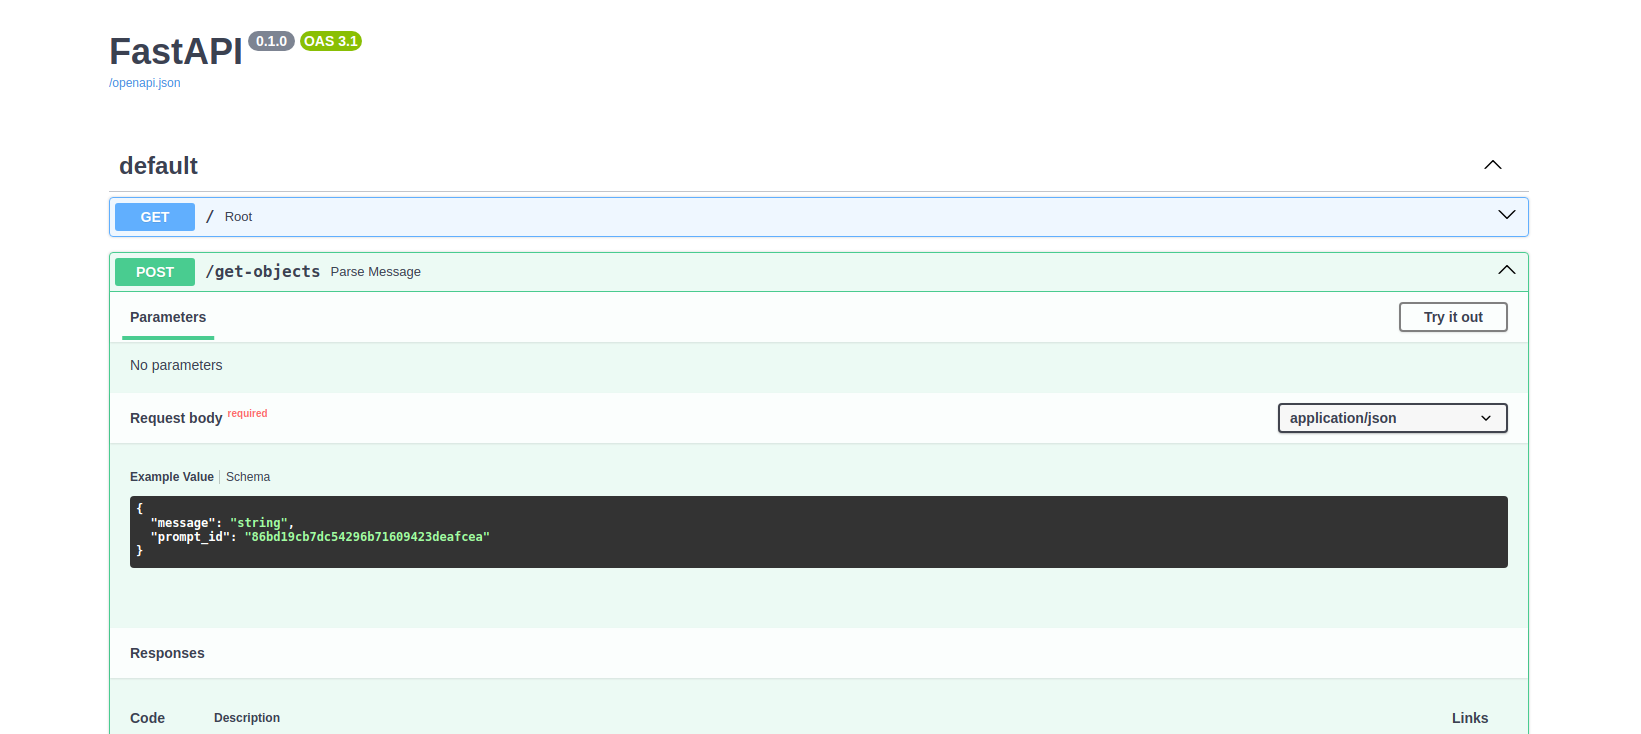 FastAPI 0.1.0 OAS 3.1
/openapi.json
default
GET / Root
POST /get-objects Parse Message
Parameters Try it out
No parameters
Request body required application/json
Example Value Schema
{
"message": "string",
"prompt_id": "86bd19cb7dc54296b71609423deafcea"
}
Responses
Code Description Links